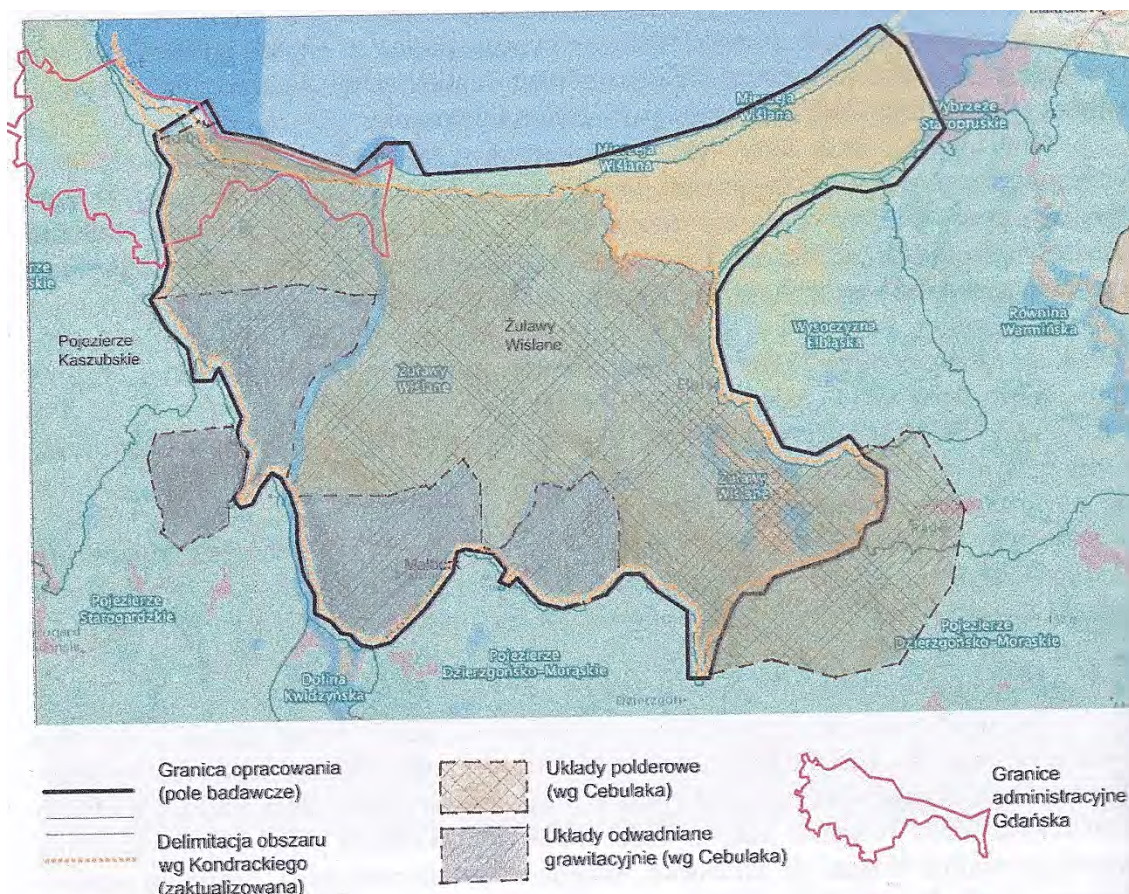 Mierzeja
Wiślana
Wybrzeże
Staropruskie
Mierzeja
Wiślana
Pojezierze
Kaszubskie
Żuławy
Wiślane
Żuławy
Wiślane
Wysoczyzna
Elbląska
Równina
Warmińska
Żuławy
Wiślane
Malbork
Pojezierze
Starogardzkie
Pojezierze
Dzierzgońsko-Morąskie
Pojezierze
Dzierzgońsko-Morąskie
Dolina
Kwidzyńska
Dzierzgoń
Granica opracowania
(pole badawcze)
Delimitacja obszaru
wg Kondrackiego
(zaktualizowana)
Układy polderowe
(wg Cebulaka)
Układy odwadniane
grawitacyjnie (wg Cebulaka)
Granice
administracyjne
Gdańska